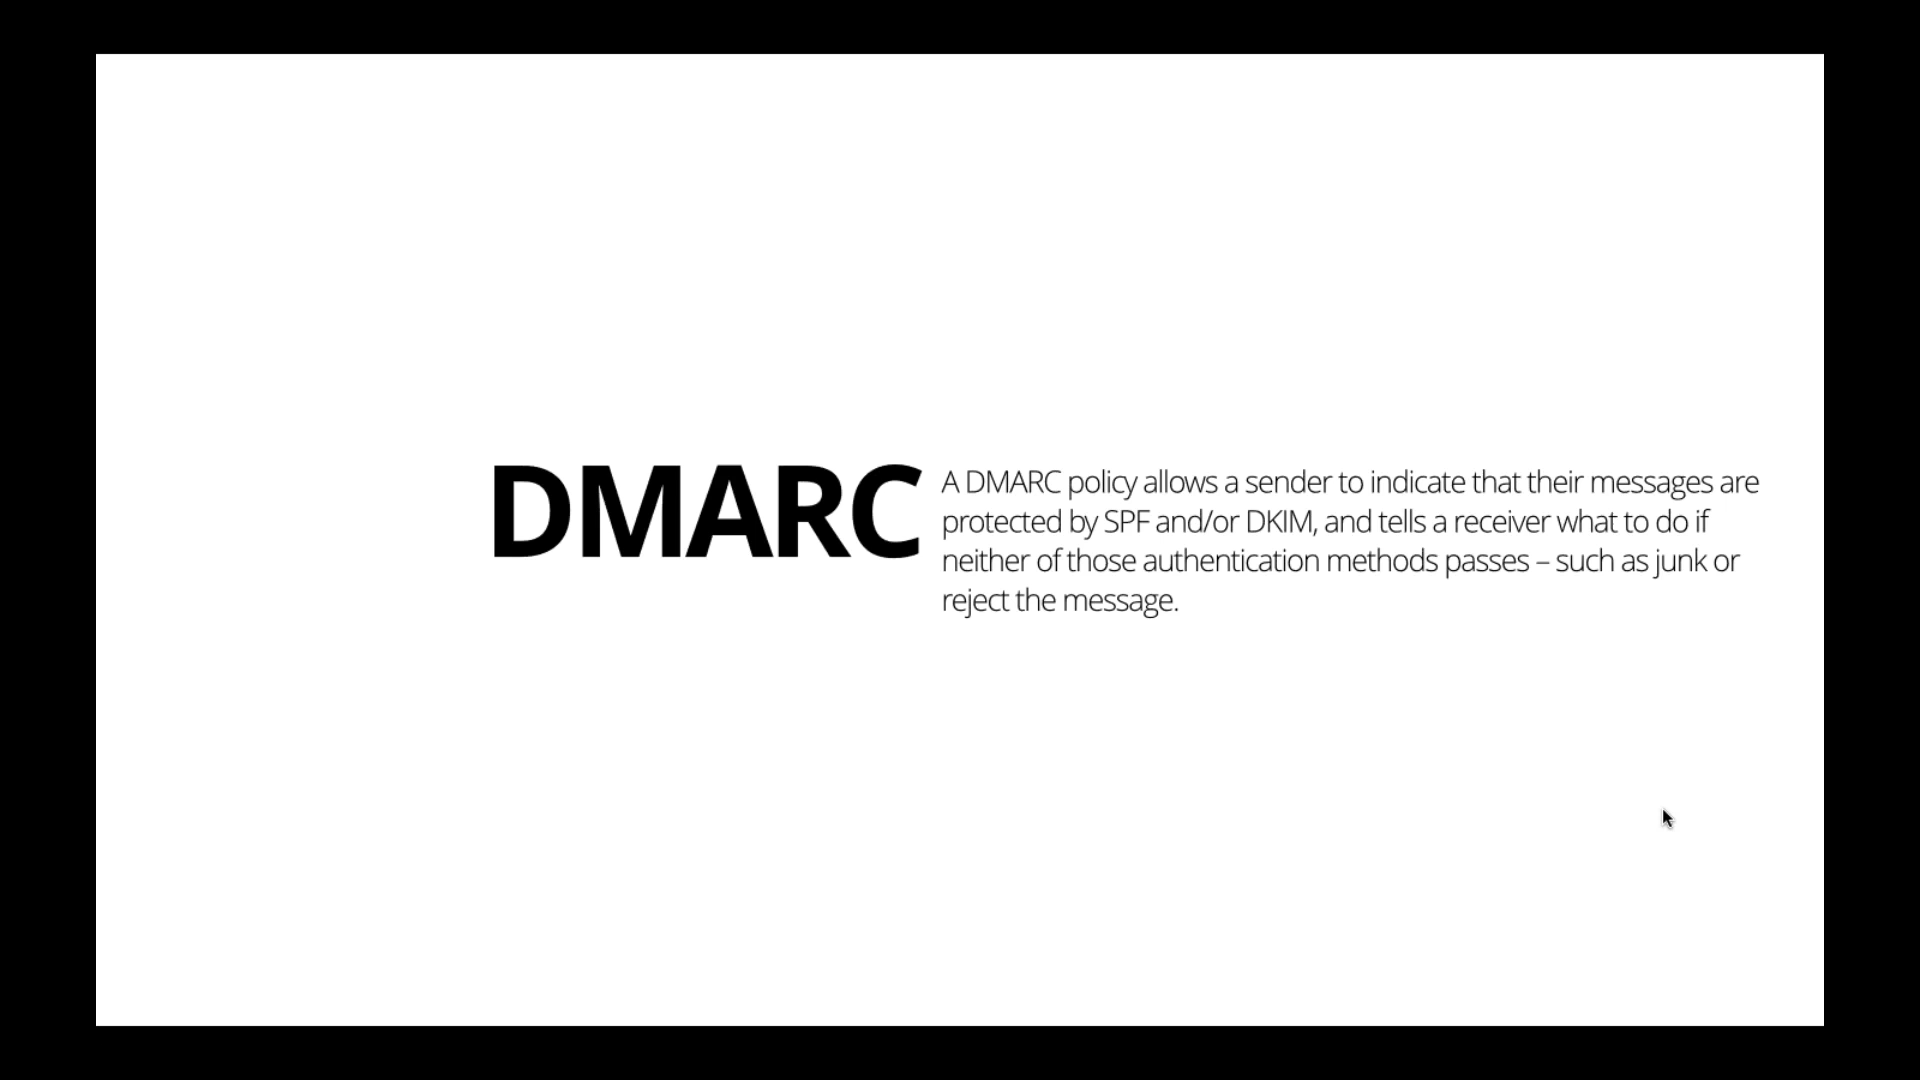 DMARC
A DMARC policy allows a sender to indicate that their messages are
protected by SPF and/or DKIM, and tells a receiver what to do if
neither of those authentication methods passes – such as junk or
reject the message.